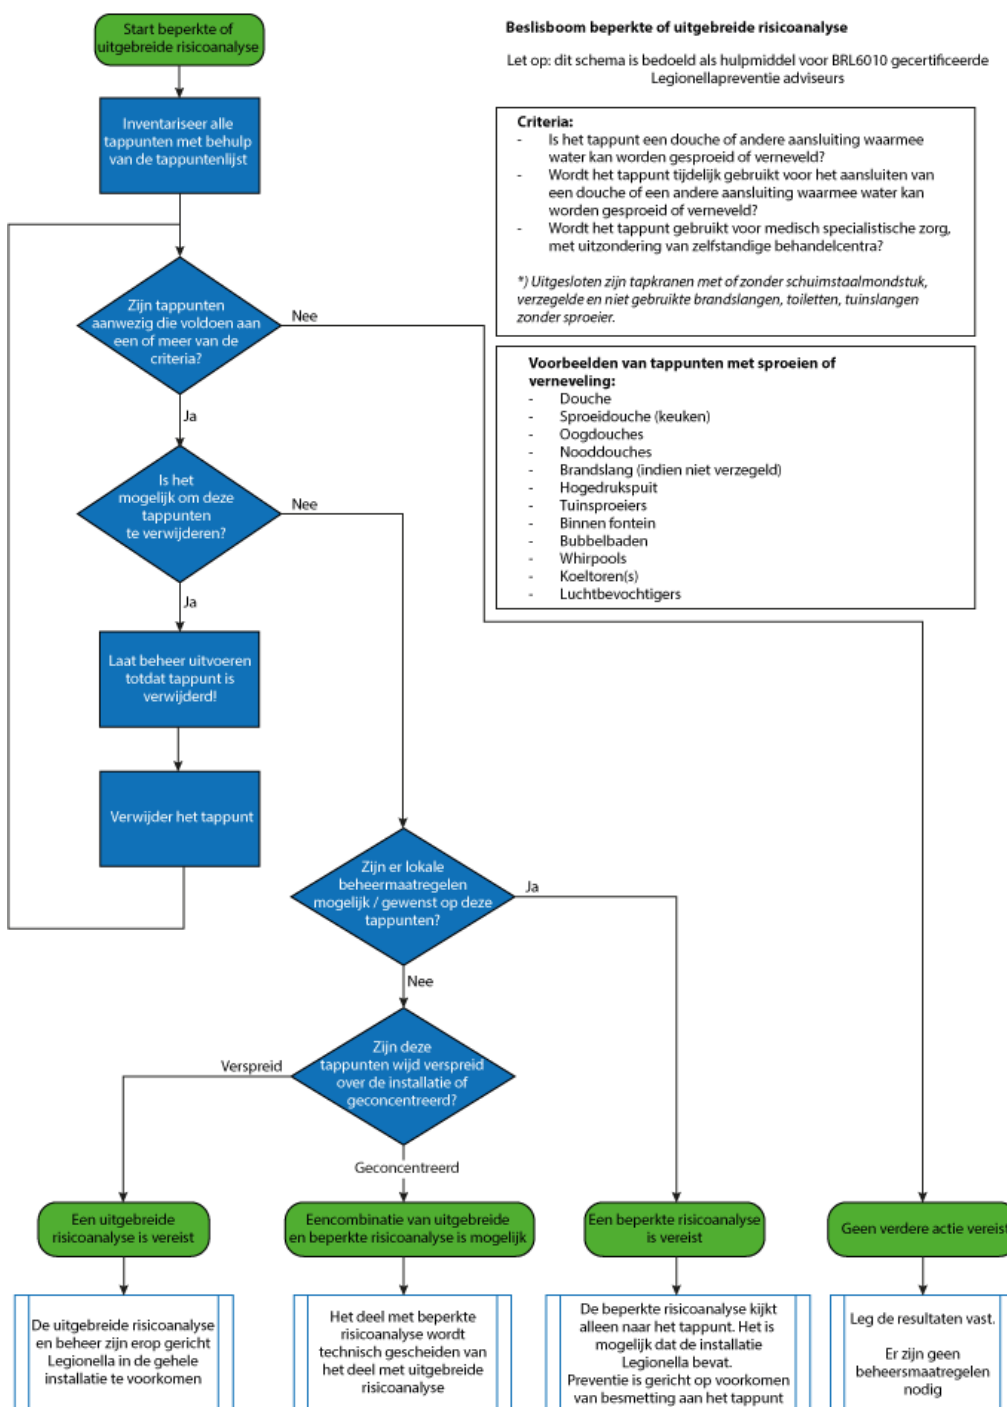 Start beperkte of
uitgebreide risicoanalyse
Beslisboom beperkte of uitgebreide risicoanalyse
Let op: dit schema is bedoeld als hulpmiddel voor BRL6010 gecertificeerde
Legionellapreventie adviseurs
Inventariseer alle
tappunten met behulp
van de tappuntenlijst
Criteria:
- Is het tappunt een douche of andere aansluiting waarmee
water kan worden gesproeid of verneveld?
- Wordt het tappunt tijdelijk gebruikt voor het aansluiten van
een douche of een andere aansluiting waarmee water kan
worden gesproeid of verneveld?
- Wordt het tappunt gebruikt voor medisch specialistische zorg,
met uitzondering van zelfstandige behandelcentra?
*) Uitgesloten zijn tapkranen met of zonder schuimstaalmondstuk,
verzegelde en niet gebruikte brandslangen, toiletten, tuinslangen
zonder sproeier.
Zijn tappunten
aanwezig die voldoen aan
een of meer van de
criteria?
Nee
Ja
Voorbeelden van tappunten met sproeien of
verneveling:
- Douche
- Sproeidouche (keuken)
- Oogdouches
- Nooddouches
- Brandslang (indien niet verzegeld)
- Hogedrukspuit
- Tuinsproeiers
- Binnen fontein
- Bubbelbaden
- Whirpools
- Koeltoren(s)
- Luchtbevochtigers
Is het
mogelijk om deze
tappunten
te verwijderen?
Nee
Ja
Laat beheer uitvoeren
totdat tappunt is
verwijderd!
Verwijder het tappunt
Zijn er lokale
beheermaatregelen
mogelijk / gewenst op deze
tappunten?
Ja
Nee
Zijn deze
tappunten wijd verspreid
over de installatie of
geconcentreerd?
Verspreid
Geconcentreerd
Een uitgebreide
risicoanalyse is vereist
Eencombinatie van uitgebreide
en beperkte risicoanalyse is mogelijk
Een beperkte risicoanalyse
is vereist
Geen verdere actie vereist
De uitgebreide risicoanalyse
en beheer zijn erop gericht
Legionella in de gehele
installatie te voorkomen
Het deel met beperkte
risicoanalyse wordt
technisch gescheiden van
het deel met uitgebreide
risicoanalyse
De beperkte risicoanalyse kijkt
alleen naar het tappunt. Het is
mogelijk dat de installatie
Legionella bevat.
Preventie is gericht op voorkomen
van besmetting aan het tappunt
Leg de resultaten vast.
Er zijn geen
beheersmaatregelen
nodig